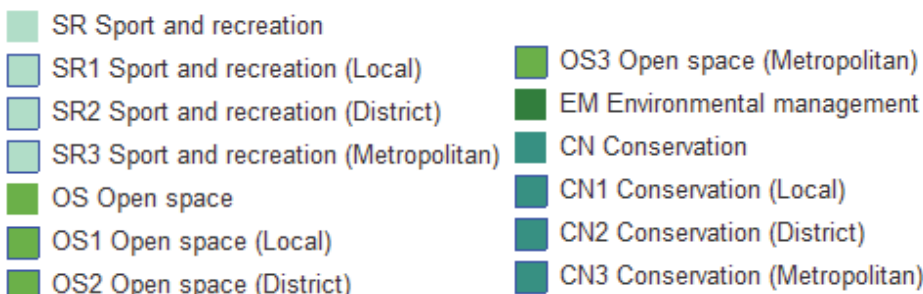 SR Sport and recreation
SR1 Sport and recreation (Local)
SR2 Sport and recreation (District)
SR3 Sport and recreation (Metropolitan)
OS Open space
OS1 Open space (Local)
OS2 Open space (District)
OS3 Open space (Metropolitan)
EM Environmental management
CN Conservation
CN1 Conservation (Local)
CN2 Conservation (District)
CN3 Conservation (Metropolitan)